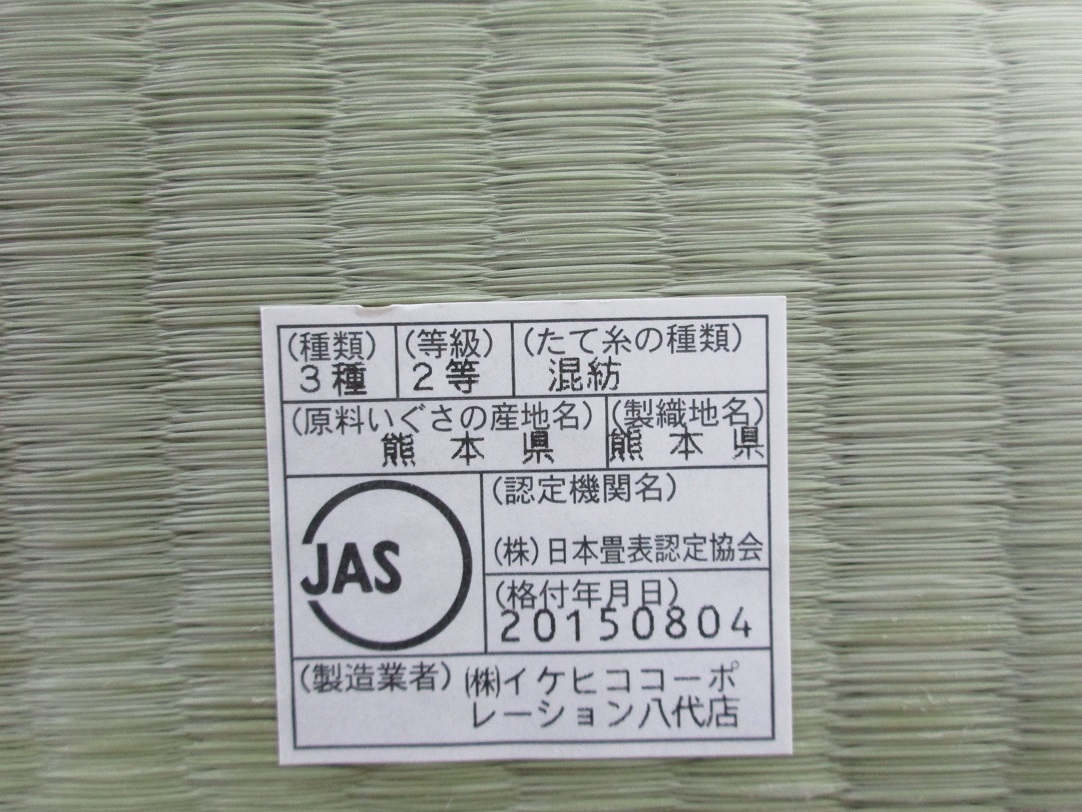 (種類) (等級) (たて糸の種類)
3種 2等 混紡
(原料いぐさの産地名) (製織地名)
熊本県 熊本県
(認定機関名)
JAS (株)日本畳表認定協会
(格付年月日)
20150804
(製造業者) ㈱イケヒココーポ
レーション八代店